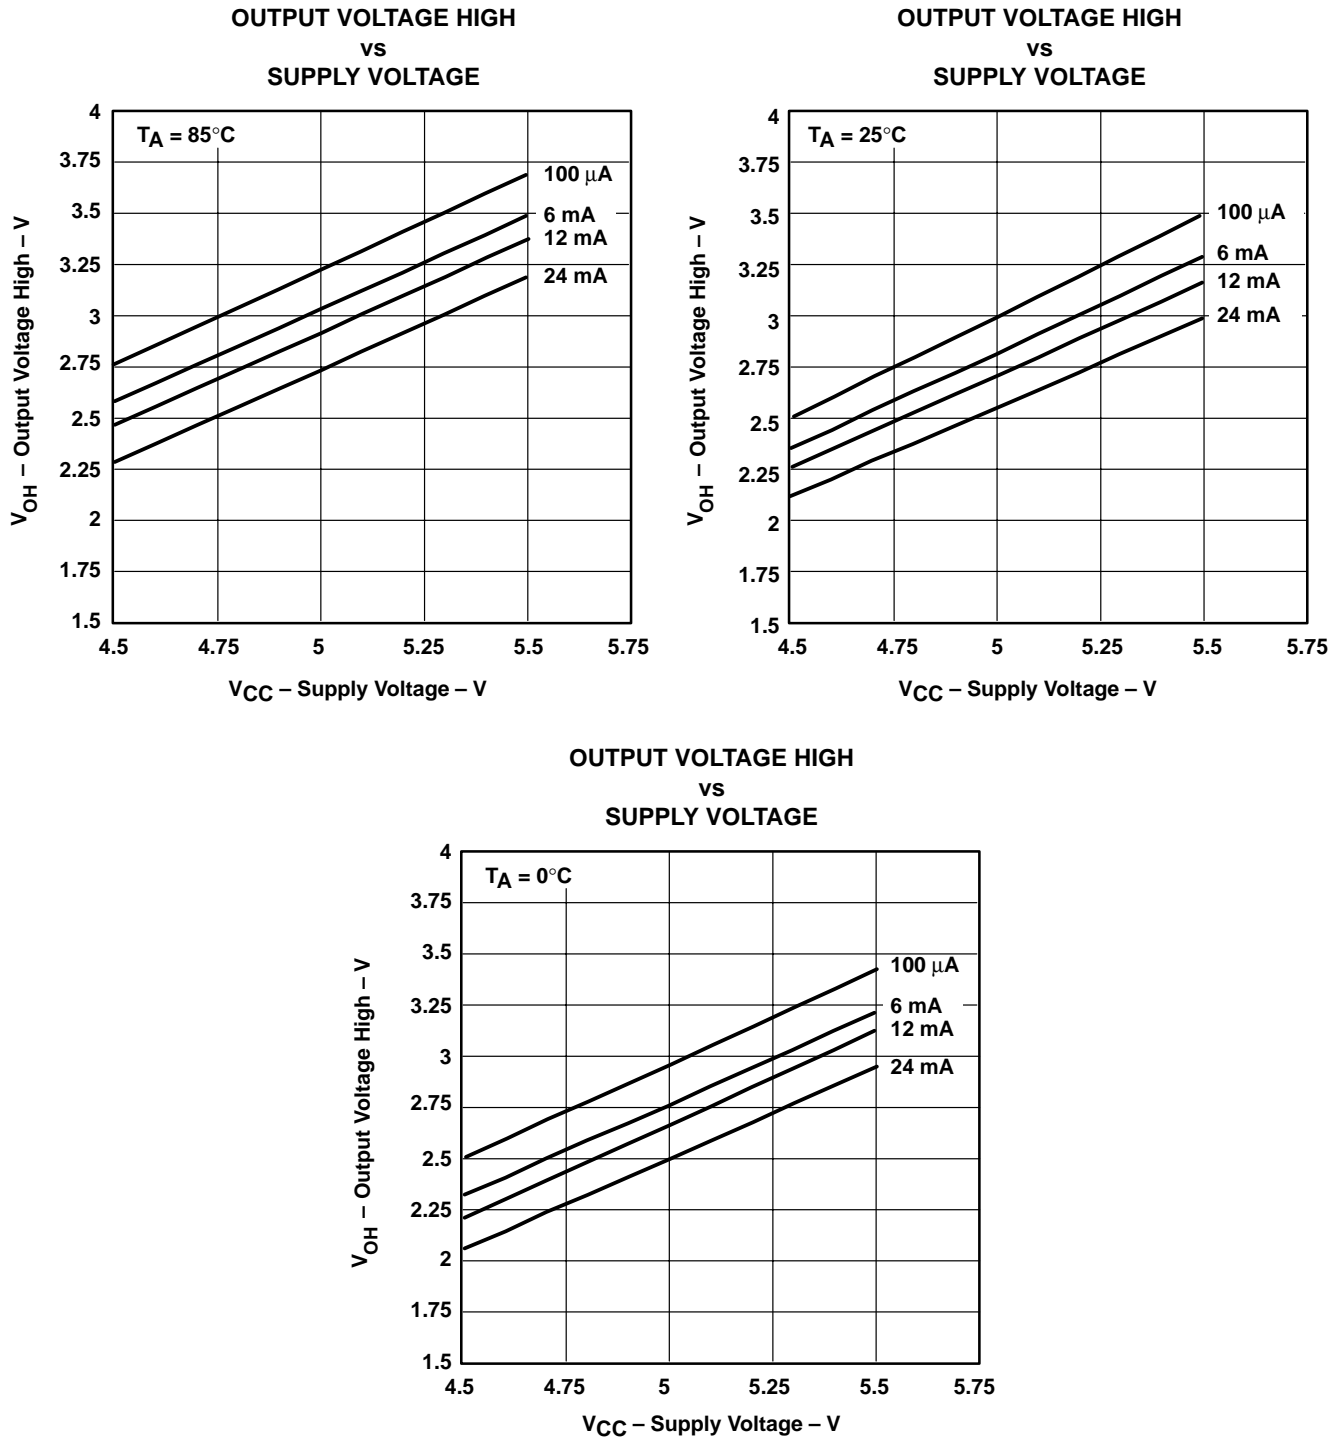 OUTPUT VOLTAGE HIGH
vs
SUPPLY VOLTAGE
TA = 85°C
4
3.75
3.5
3.25
3
2.75
2.5
2.25
2
1.75
1.5
VOH – Output Voltage High – V
100 μA
6 mA
12 mA
24 mA
4.5 4.75 5 5.25 5.5 5.75
VCC – Supply Voltage – V
OUTPUT VOLTAGE HIGH
vs
SUPPLY VOLTAGE
TA = 25°C
4
3.75
3.5
3.25
3
2.75
2.5
2.25
2
1.75
1.5
VOH – Output Voltage High – V
100 μA
6 mA
12 mA
24 mA
4.5 4.75 5 5.25 5.5 5.75
VCC – Supply Voltage – V
OUTPUT VOLTAGE HIGH
vs
SUPPLY VOLTAGE
TA = 0°C
4
3.75
3.5
3.25
3
2.75
2.5
2.25
2
1.75
1.5
VOH – Output Voltage High – V
100 μA
6 mA
12 mA
24 mA
4.5 4.75 5 5.25 5.5 5.75
VCC – Supply Voltage – V